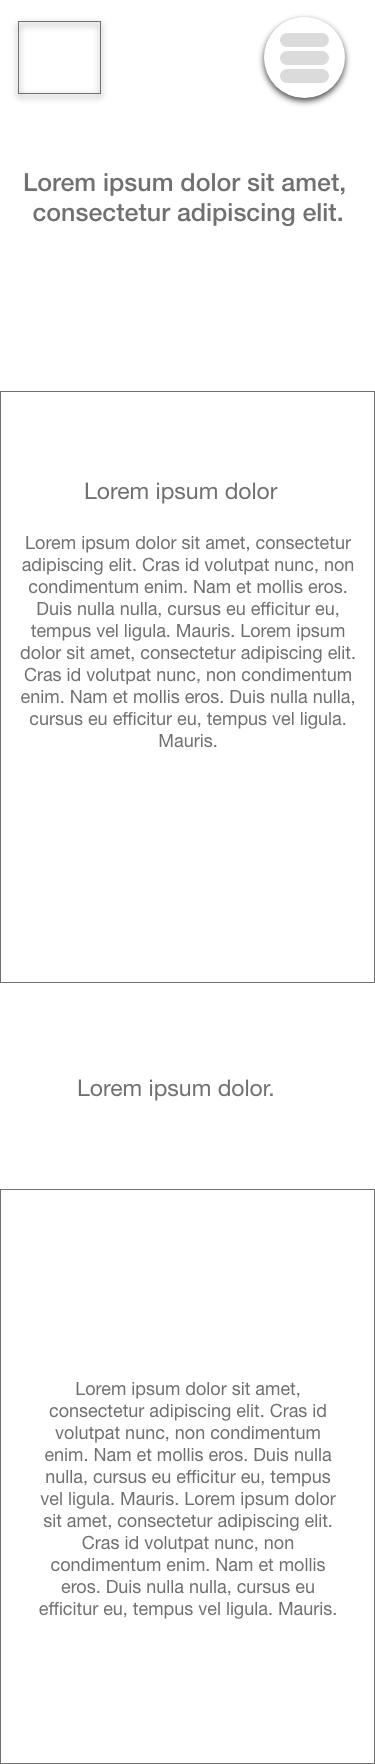 Lorem ipsum dolor sit amet,
consectetur adipiscing elit.
Lorem ipsum dolor
Lorem ipsum dolor sit amet, consectetur
adipiscing elit. Cras id volutpat nunc, non
condimentum enim. Nam et mollis eros.
Duis nulla nulla, cursus eu efficitur eu,
tempus vel ligula. Mauris. Lorem ipsum
dolor sit amet, consectetur adipiscing elit.
Cras id volutpat nunc, non condimentum
enim. Nam et mollis eros. Duis nulla nulla,
cursus eu efficitur eu, tempus vel ligula.
Mauris.
Lorem ipsum dolor.
Lorem ipsum dolor sit amet,
consectetur adipiscing elit. Cras id
volutpat nunc, non condimentum
enim. Nam et mollis eros. Duis nulla
nulla, cursus eu efficitur eu, tempus
vel ligula. Mauris. Lorem ipsum dolor
sit amet, consectetur adipiscing elit.
Cras id volutpat nunc, non
condimentum enim. Nam et mollis
eros. Duis nulla nulla, cursus eu
efficitur eu, tempus vel ligula. Mauris.